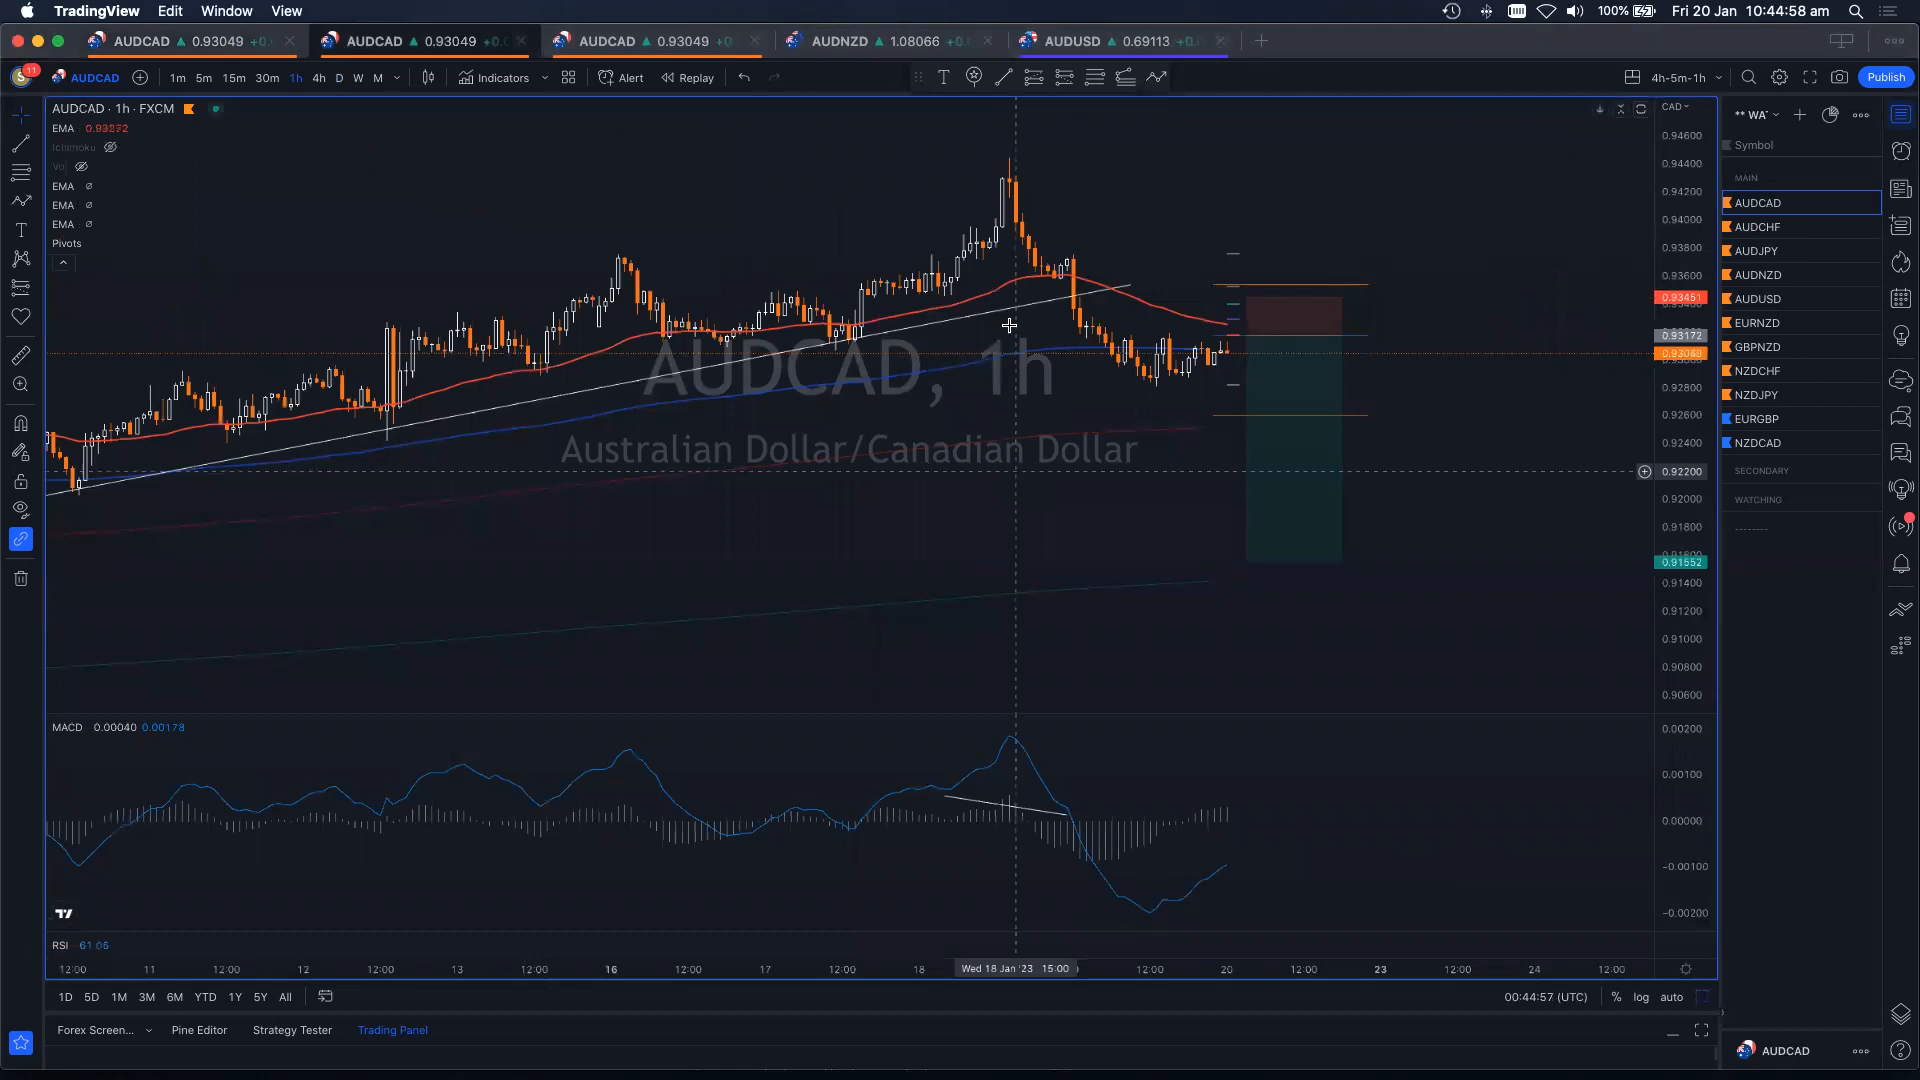 TradingView Edit Window View 100% Fri 20 Jan 10:44:58 am
AUDCAD ▲ 0.93049 +0. AUDCAD ▲ 0.93049 +0. AUDCAD ▲ 0.93049 +0 AUDNZD ▲ 1.08066 +0. AUDUSD ▲ 0.69113 +0.
S 11 AUDCAD 1m 5m 15m 30m 1h 4h D W M Indicators Alert Replay 4h-5m-1h Publish
AUDCAD · 1h · FXCM CAD
EMA
Ichimoku
Vol
EMA
EMA
EMA
Pivots
0.94600
0.94400
0.94200
0.94000
0.93800
0.93600
0.93451
0.93172
0.92800
0.92600
0.92400
0.92200
0.92000
0.91800
0.91552
0.91400
0.91200
0.91000
0.90800
0.90600
AUDCAD, 1h
Australian Dollar/Canadian Dollar
MACD 0.00040 0.00178
0.00200
0.00100
0.00000
-0.00100
-0.00200
RSI 61.06
12:00 11 12:00 12 12:00 13 12:00 16 12:00 17 12:00 18 Wed 18 Jan '23 15:00 12:00 20 12:00 23 12:00 24 12:00
1D 5D 1M 3M 6M YTD 1Y 5Y All 00:44:57 (UTC) % log auto
Forex Screen... Pine Editor Strategy Tester Trading Panel
** WA
Symbol
MAIN
AUDCAD
AUDCHF
AUDJPY
AUDNZD
AUDUSD
EURNZD
GBPNZD
NZDCHF
NZDJPY
EURGBP
NZDCAD
SECONDARY
WATCHING
--------
AUDCAD